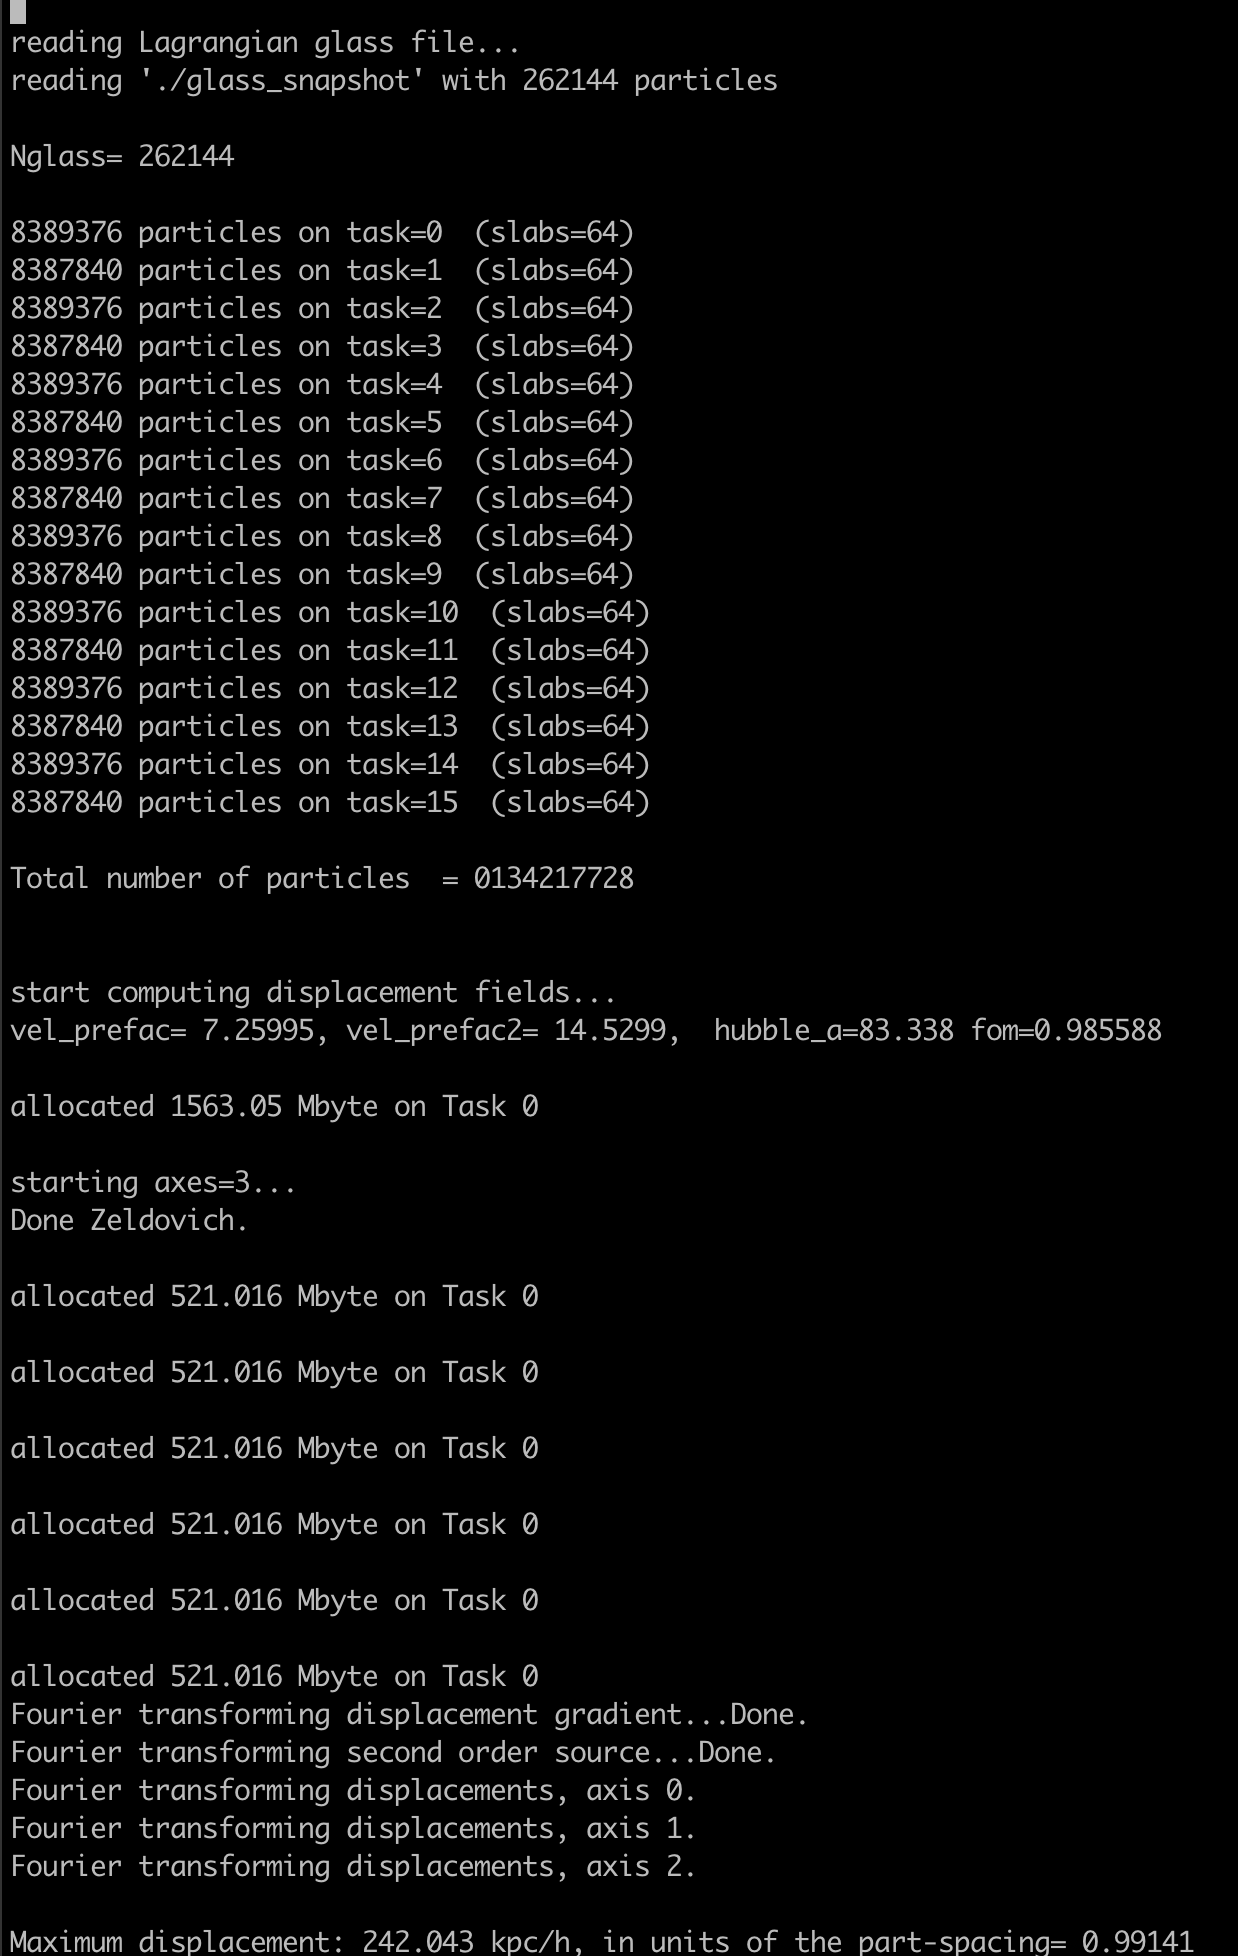 reading Lagrangian glass file...
reading './glass_snapshot' with 262144 particles
Nglass= 262144
8389376 particles on task=0  (slabs=64)
8387840 particles on task=1  (slabs=64)
8389376 particles on task=2  (slabs=64)
8387840 particles on task=3  (slabs=64)
8389376 particles on task=4  (slabs=64)
8387840 particles on task=5  (slabs=64)
8389376 particles on task=6  (slabs=64)
8387840 particles on task=7  (slabs=64)
8389376 particles on task=8  (slabs=64)
8387840 particles on task=9  (slabs=64)
8389376 particles on task=10  (slabs=64)
8387840 particles on task=11  (slabs=64)
8389376 particles on task=12  (slabs=64)
8387840 particles on task=13  (slabs=64)
8389376 particles on task=14  (slabs=64)
8387840 particles on task=15  (slabs=64)
Total number of particles  = 0134217728
start computing displacement fields...
vel_prefac= 7.25995, vel_prefac2= 14.5299,  hubble_a=83.338 fom=0.985588
allocated 1563.05 Mbyte on Task 0
starting axes=3...
Done Zeldovich.
allocated 521.016 Mbyte on Task 0
allocated 521.016 Mbyte on Task 0
allocated 521.016 Mbyte on Task 0
allocated 521.016 Mbyte on Task 0
allocated 521.016 Mbyte on Task 0
allocated 521.016 Mbyte on Task 0
Fourier transforming displacement gradient...Done.
Fourier transforming second order source...Done.
Fourier transforming displacements, axis 0.
Fourier transforming displacements, axis 1.
Fourier transforming displacements, axis 2.
Maximum displacement: 242.043 kpc/h, in units of the part-spacing= 0.99141